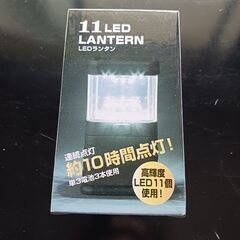 11 LED
LANTERN
LEDランタン
連続点灯
約10時間点灯!
単3電池3本使用
高輝度
LED11個
使用!